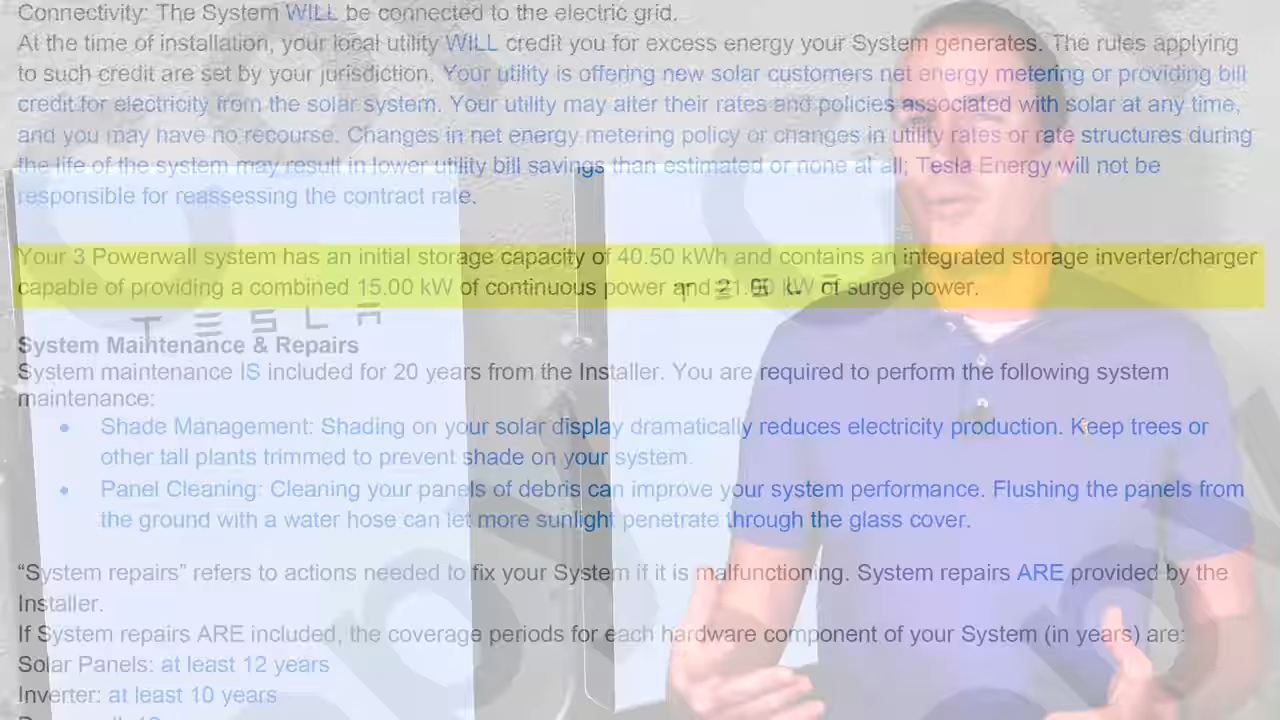 Connectivity: The System WILL be connected to the electric grid.
At the time of installation, your local utility WILL credit you for excess energy your System generates. The rules applying
to such credit are set by your jurisdiction. Your utility is offering new solar customers net energy metering or providing bill
credit for electricity from the solar system. Your utility may alter their rates and policies associated with solar at any time,
and you may have no recourse. Changes in net energy metering policy or changes in utility rates or rate structures during
the life of the system may result in lower utility bill savings than estimated or none at all; Tesla Energy will not be
responsible for reassessing the contract rate.
Your 3 Powerwall system has an initial storage capacity of 40.50 kWh and contains an integrated storage inverter/charger
capable of providing a combined 15.00 kW of continuous power and 21.00 kW of surge power.
TESLA
TESLA
System Maintenance & Repairs
System maintenance IS included for 20 years from the Installer. You are required to perform the following system
maintenance:
• Shade Management: Shading on your solar display dramatically reduces electricity production. Keep trees or
other tall plants trimmed to prevent shade on your system.
• Panel Cleaning: Cleaning your panels of debris can improve your system performance. Flushing the panels from
the ground with a water hose can let more sunlight penetrate through the glass cover.
“System repairs” refers to actions needed to fix your System if it is malfunctioning. System repairs ARE provided by the
Installer.
If System repairs ARE included, the coverage periods for each hardware component of your System (in years) are:
Solar Panels: at least 12 years
Inverter: at least 10 years